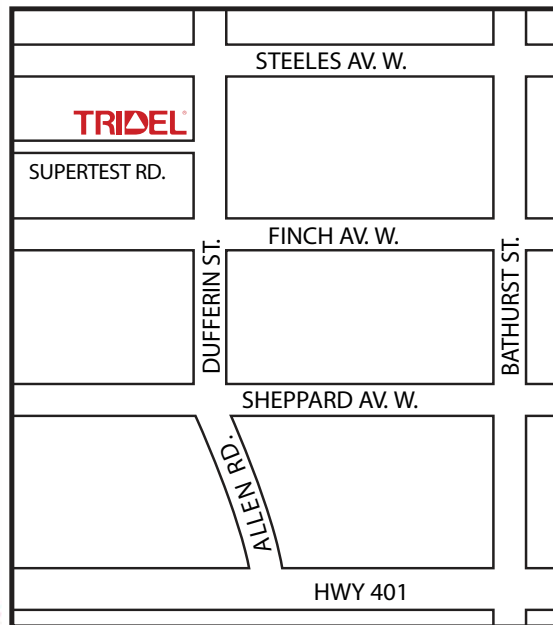 STEELES AV. W.
TRIDEL®
SUPERTEST RD.
FINCH AV. W.
DUFFERIN ST.
BATHURST ST.
SHEPPARD AV. W.
ALLEN RD.
HWY 401